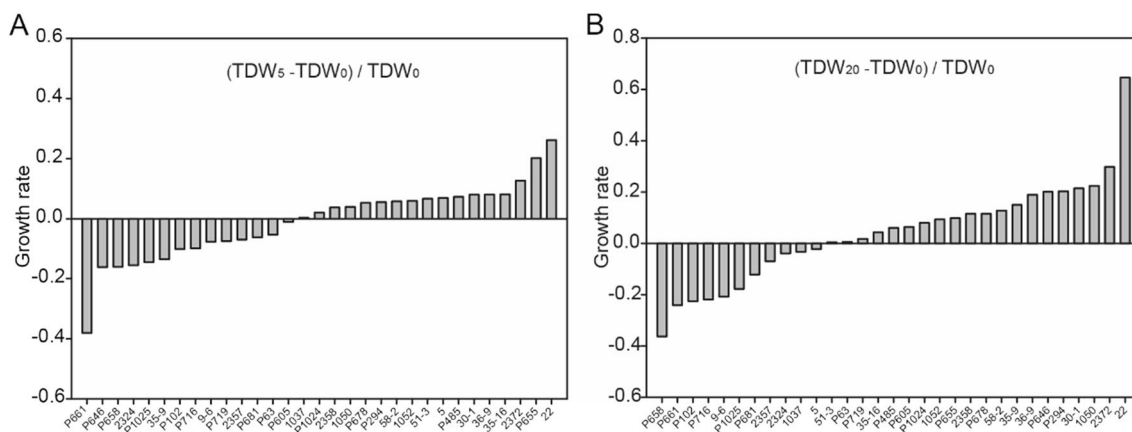 A
B
(TDW5 -TDW0) / TDW0
(TDW20 -TDW0) / TDW0
Growth rate
Growth rate
0.6
0.4
0.2
0.0
-0.2
-0.4
-0.6
0.8
0.6
0.4
0.2
0.0
-0.2
-0.4
-0.6
P661 P646 P658 2324 P1025 35-9 P102 P716 9-6 P719 2357 P681 P63 P605 1037 P1024 2358 1050 P678 P294 58-2 1052 51-3 5 P485 30-1 36-9 35-16 2372 P655 22
P658 P661 P102 P716 9-6 P1025 P681 2357 2324 1037 5 51-3 P63 P719 35-16 P485 P605 P1024 1052 P655 2358 P678 58-2 35-9 36-9 P646 P294 30-1 1050 2372 22